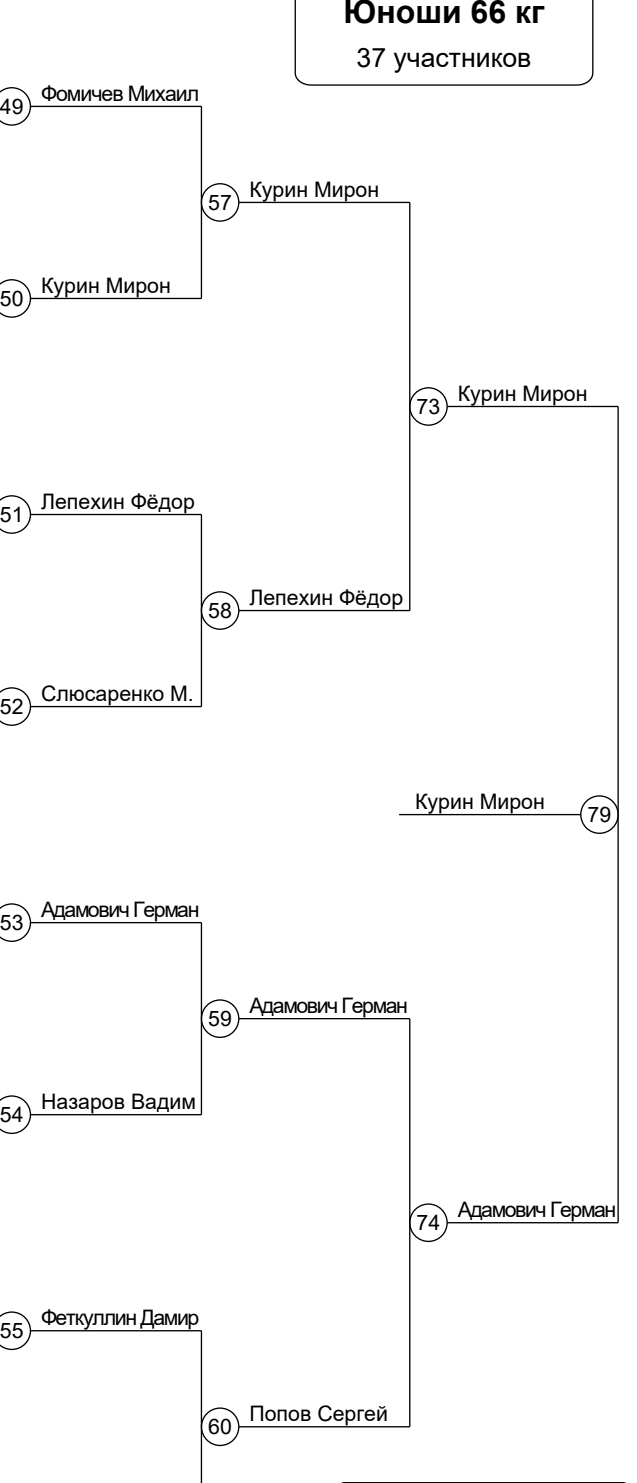 Юноши 66 кг
37 участников
49 Фомичев Михаил
57 Курин Мирон
50 Курин Мирон
73 Курин Мирон
51 Лепехин Фёдор
58 Лепехин Фёдор
52 Слюсаренко М.
Курин Мирон 79
53 Адамович Герман
59 Адамович Герман
54 Назаров Вадим
74 Адамович Герман
55 Феткуллин Дамир
60 Попов Сергей